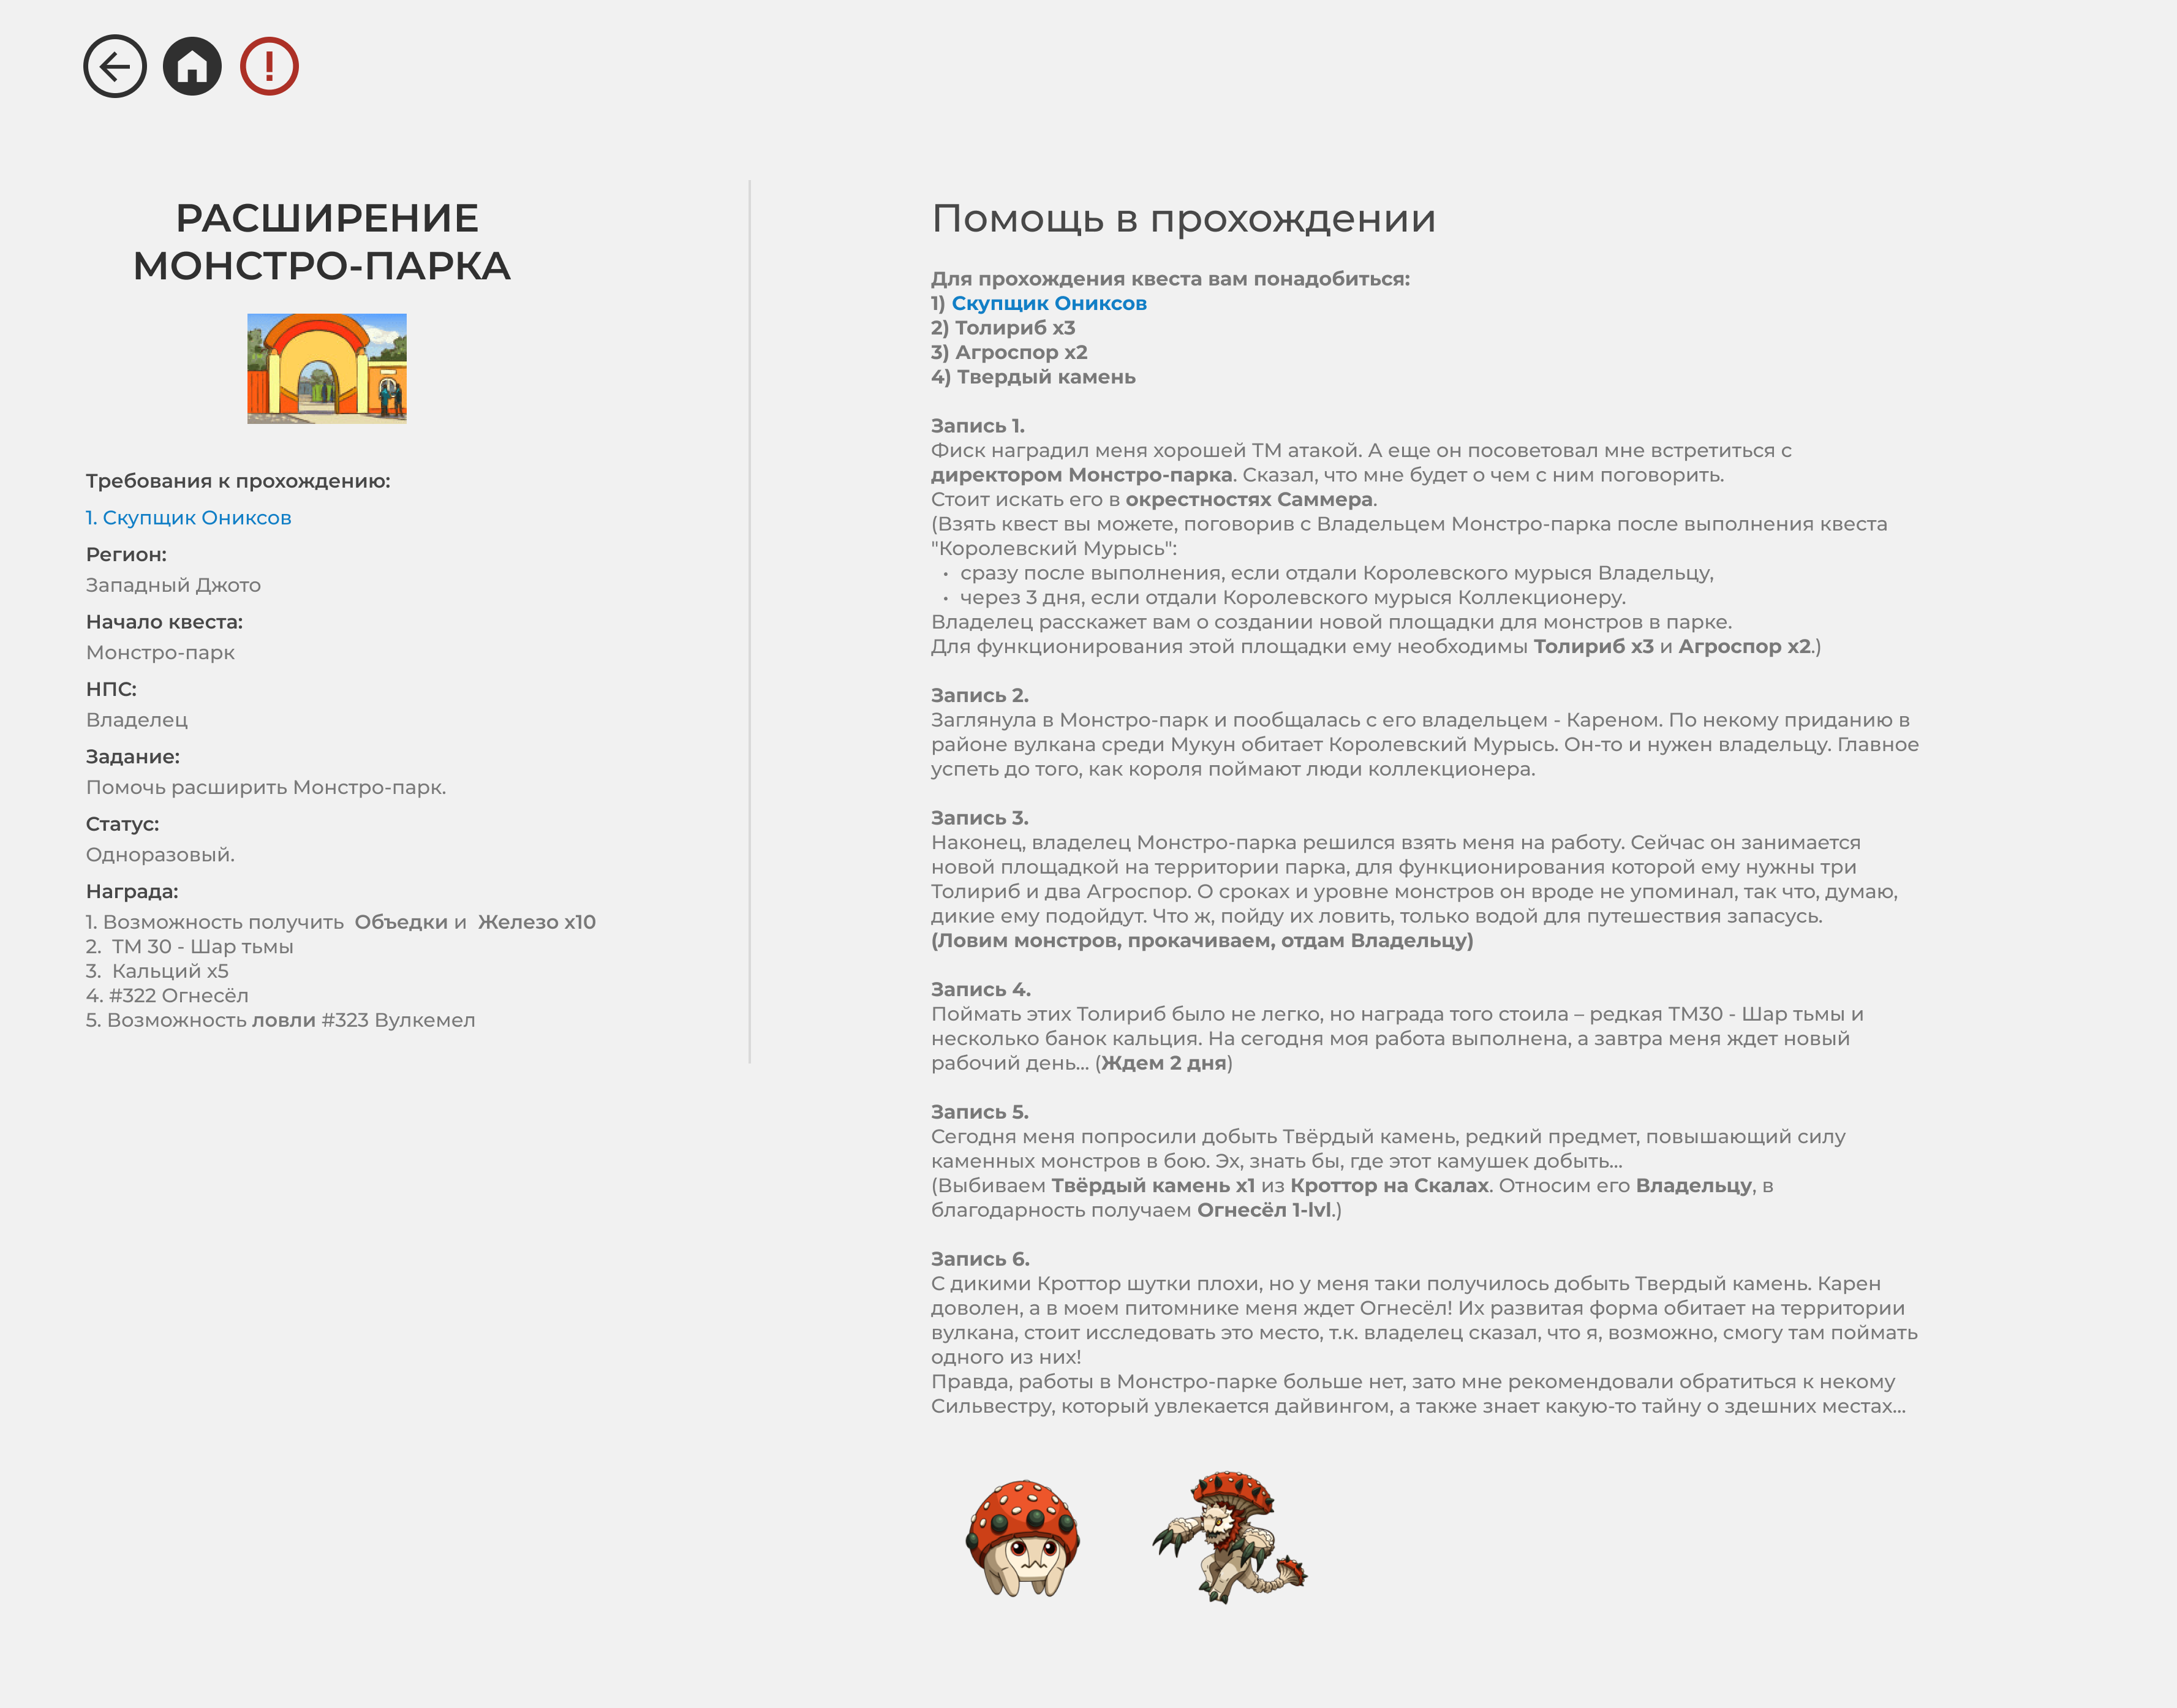 РАСШИРЕНИЕ
МОНСТРО-ПАРКА
Требования к прохождению:
1. Скупщик Ониксов
Регион:
Западный Джото
Начало квеста:
Монстро-парк
НПС:
Владелец
Задание:
Помочь расширить Монстро-парк.
Статус:
Одноразовый.
Награда:
1. Возможность получить Объедки и Железо x10
2. ТМ 30 - Шар тьмы
3. Кальций x5
4. #322 Огнесёл
5. Возможность ловли #323 Вулкемел
Помощь в прохождении
Для прохождения квеста вам понадобиться:
1) Скупщик Ониксов
2) Толириб x3
3) Агроспор x2
4) Твердый камень
Запись 1.
Фиск наградил меня хорошей ТМ атакой. А еще он посоветовал мне встретиться с
директором Монстро-парка. Сказал, что мне будет о чем с ним поговорить.
Стоит искать его в окрестностях Саммера.
(Взять квест вы можете, поговорив с Владельцем Монстро-парка после выполнения квеста
"Королевский Мурысь":
• сразу после выполнения, если отдали Королевского мурыся Владельцу,
• через 3 дня, если отдали Королевского мурыся Коллекционеру.
Владелец расскажет вам о создании новой площадки для монстров в парке.
Для функционирования этой площадки ему необходимы Толириб x3 и Агроспор x2.)
Запись 2.
Заглянула в Монстро-парк и пообщалась с его владельцем - Кареном. По некому приданию в
районе вулкана среди Мукун обитает Королевский Мурысь. Он-то и нужен владельцу. Главное
успеть до того, как короля поймают люди коллекционера.
Запись 3.
Наконец, владелец Монстро-парка решился взять меня на работу. Сейчас он занимается
новой площадкой на территории парка, для функционирования которой ему нужны три
Толириб и два Агроспор. О сроках и уровне монстров он вроде не упоминал, так что, думаю,
дикие ему подойдут. Что ж, пойду их ловить, только водой для путешествия запасусь.
(Ловим монстров, прокачиваем, отдам Владельцу)
Запись 4.
Поймать этих Толириб было не легко, но награда того стоила – редкая ТМ30 - Шар тьмы и
несколько банок кальция. На сегодня моя работа выполнена, а завтра меня ждет новый
рабочий день... (Ждем 2 дня)
Запись 5.
Сегодня меня попросили добыть Твёрдый камень, редкий предмет, повышающий силу
каменных монстров в бою. Эх, знать бы, где этот камушек добыть...
(Выбиваем Твёрдый камень x1 из Кроттор на Скалах. Относим его Владельцу, в
благодарность получаем Огнесёл 1-lvl.)
Запись 6.
С дикими Кроттор шутки плохи, но у меня таки получилось добыть Твердый камень. Карен
доволен, а в моем питомнике меня ждет Огнесёл! Их развитая форма обитает на территории
вулкана, стоит исследовать это место, т.к. владелец сказал, что я, возможно, смогу там поймать
одного из них!
Правда, работы в Монстро-парке больше нет, зато мне рекомендовали обратиться к некому
Сильвестру, который увлекается дайвингом, а также знает какую-то тайну о здешних местах...